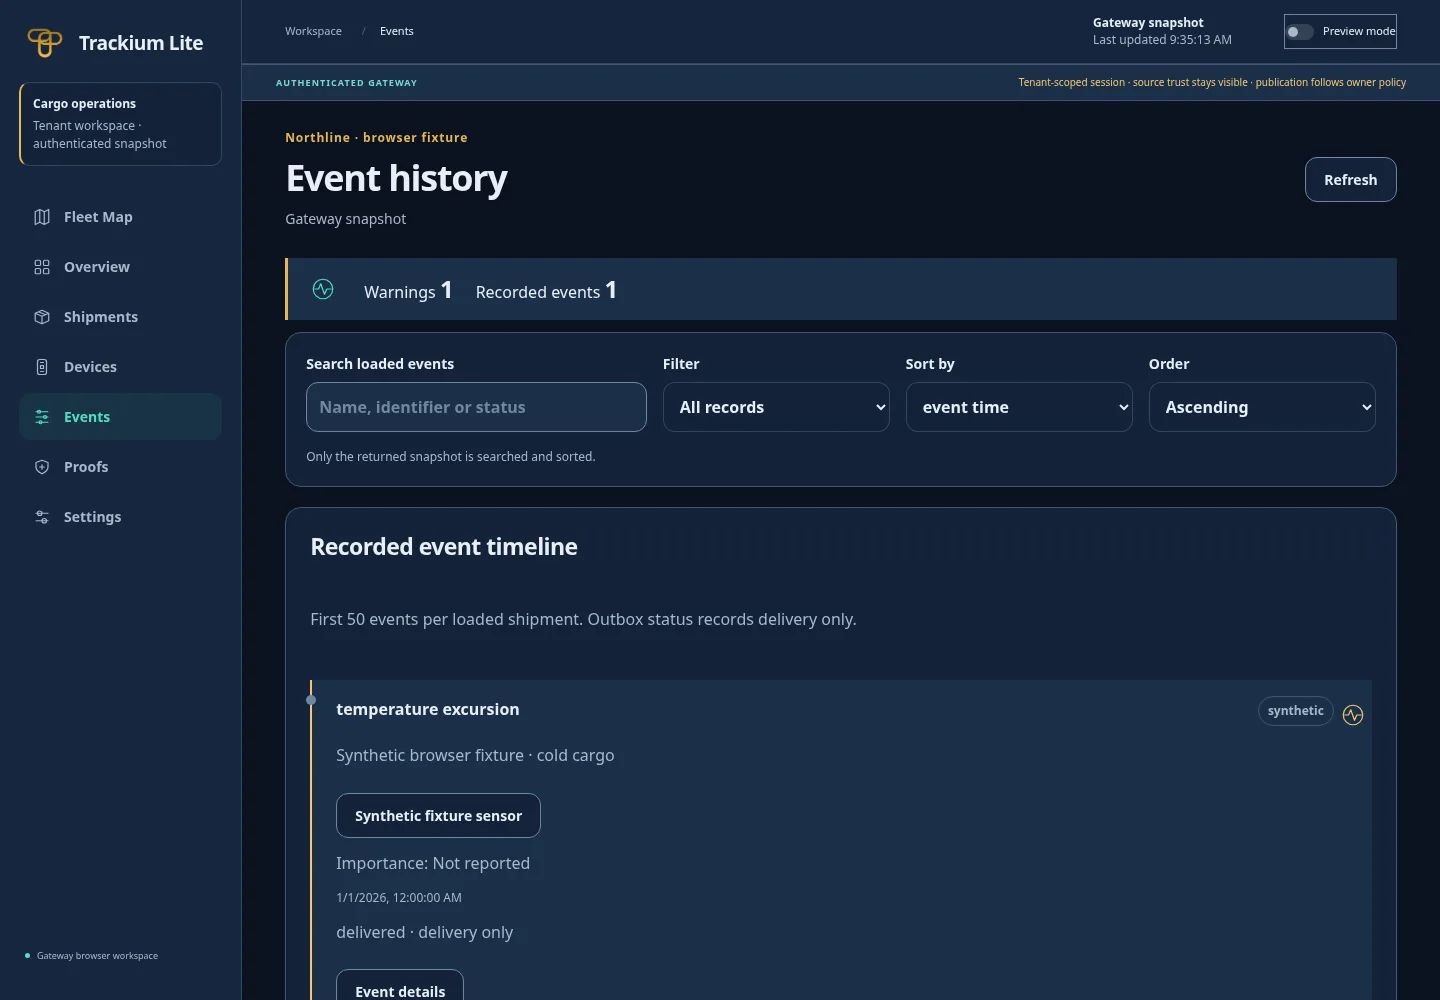 Trackium Lite
Cargo operations
Tenant workspace ·
authenticated snapshot
Fleet Map
Overview
Shipments
Devices
Events
Proofs
Settings
Gateway browser workspace
Workspace / Events
Gateway snapshot
Last updated 9:35:13 AM
Preview mode
AUTHENTICATED GATEWAY
Tenant-scoped session · source trust stays visible · publication follows owner policy
Northline · browser fixture
Event history
Gateway snapshot
Refresh
Warnings 1 Recorded events 1
Search loaded events Filter Sort by Order
Name, identifier or status All records event time Ascending
Only the returned snapshot is searched and sorted.
Recorded event timeline
First 50 events per loaded shipment. Outbox status records delivery only.
temperature excursion synthetic
Synthetic browser fixture · cold cargo
Synthetic fixture sensor
Importance: Not reported
1/1/2026, 12:00:00 AM
delivered · delivery only
Event details